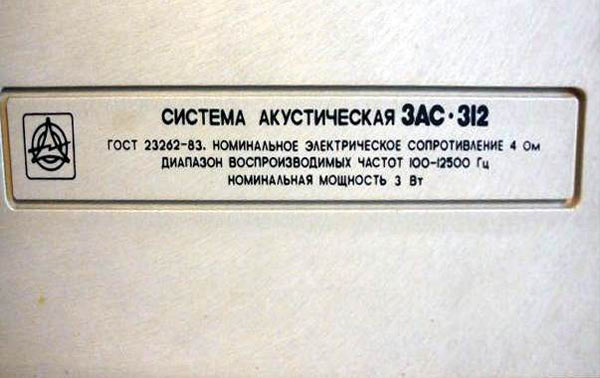 СИСТЕМА АКУСТИЧЕСКАЯ 3АС·312
ГОСТ 23262-83. НОМИНАЛЬНОЕ ЭЛЕКТРИЧЕСКОЕ СОПРОТИВЛЕНИЕ 4 Ом
ДИАПАЗОН ВОСПРОИЗВОДИМЫХ ЧАСТОТ 100-12500 Гц
НОМИНАЛЬНАЯ МОЩНОСТЬ 3 Вт